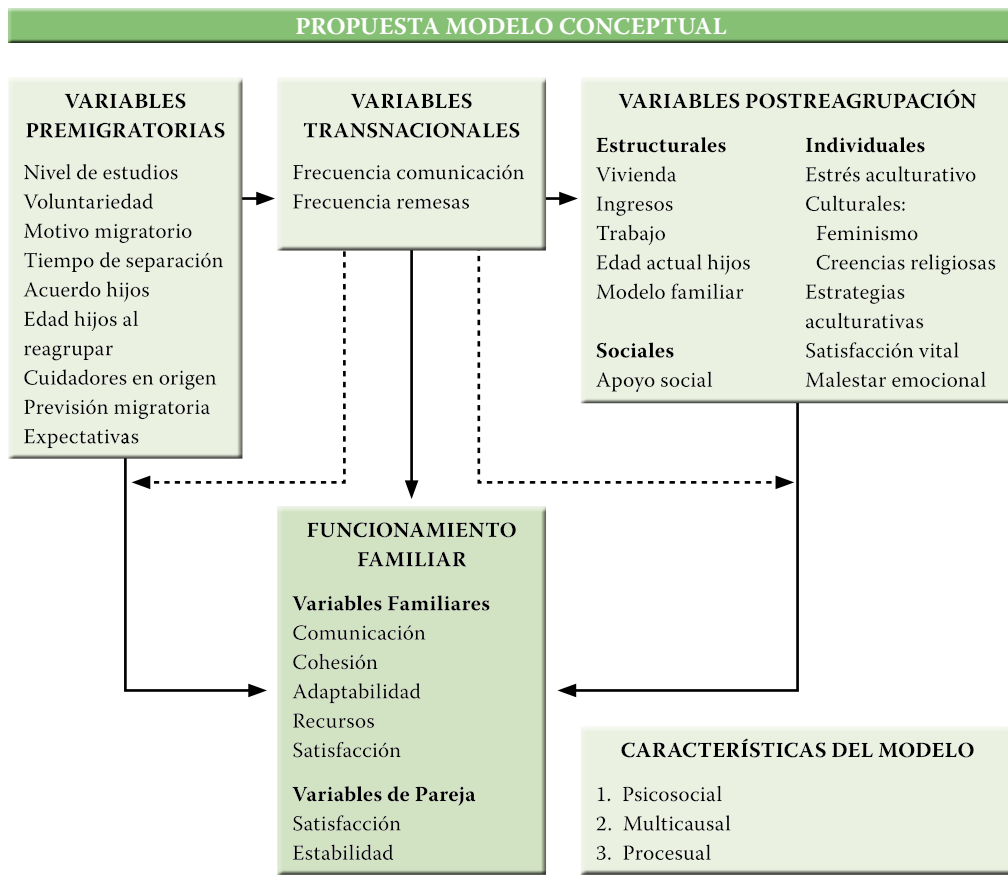 PROPUESTA MODELO CONCEPTUAL
VARIABLES
PREMIGRATORIAS
Nivel de estudios
Voluntariedad
Motivo migratorio
Tiempo de separación
Acuerdo hijos
Edad hijos al
reagrupar
Cuidadores en origen
Previsión migratoria
Expectativas
VARIABLES
TRANSNACIONALES
Frecuencia comunicación
Frecuencia remesas
VARIABLES POSTREAGRUPACIÓN
Estructurales
Vivienda
Ingresos
Trabajo
Edad actual hijos
Modelo familiar
Sociales
Apoyo social
Individuales
Estrés aculturativo
Culturales:
Feminismo
Creencias religiosas
Estrategias
aculturativas
Satisfacción vital
Malestar emocional
FUNCIONAMIENTO
FAMILIAR
Variables Familiares
Comunicación
Cohesión
Adaptabilidad
Recursos
Satisfacción
Variables de Pareja
Satisfacción
Estabilidad
CARACTERÍSTICAS DEL MODELO
1. Psicosocial
2. Multicausal
3. Procesual